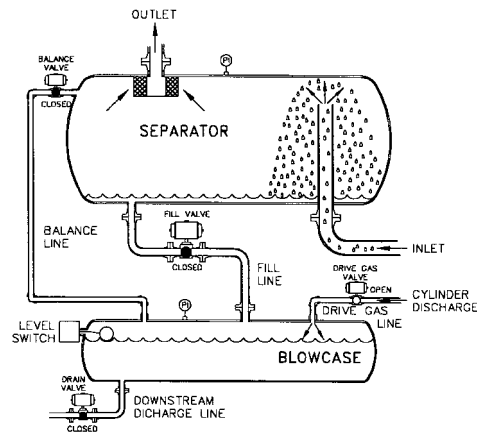 OUTLET
BALANCE
VALVE
CLOSED
PI
SEPARATOR
BALANCE
LINE
FILL VALVE
CLOSED
FILL
LINE
INLET
DRIVE GAS
VALVE
OPEN
CYLINDER
DISCHARGE
DRIVE GAS
LINE
PI
LEVEL
SWITCH
BLOWCASE
DRAIN
VALVE
CLOSED
DOWNSTREAM
DICHARGE LINE